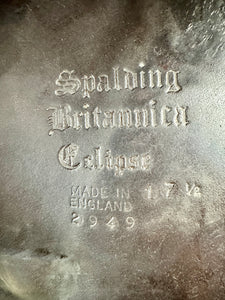 Spalding
Britannica
Eclipse
MADE IN 17 ½
ENGLAND
2949